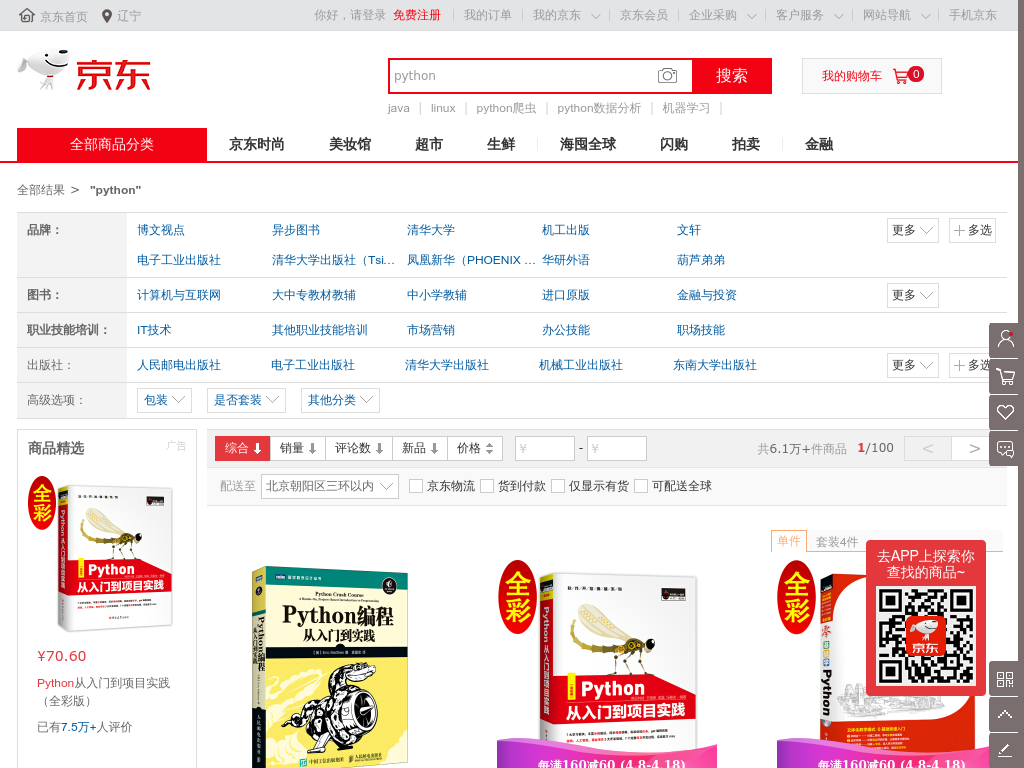 京东首页 辽宁 你好，请登录 免费注册 我的订单 我的京东 京东会员 企业采购 客户服务 网站导航 手机京东
京东
python
搜索
我的购物车 0
java linux python爬虫 python数据分析 机器学习
全部商品分类 京东时尚 美妆馆 超市 生鲜 海囤全球 闪购 拍卖 金融
全部结果 > "python"
品牌： 博文视点 异步图书 清华大学 机工出版 文轩 更多 多选
电子工业出版社 清华大学出版社（Tsi... 凤凰新华（PHOENIX ... 华研外语 葫芦弟弟
图书： 计算机与互联网 大中专教材教辅 中小学教辅 进口原版 金融与投资 更多
职业技能培训： IT技术 其他职业技能培训 市场营销 办公技能 职场技能
出版社： 人民邮电出版社 电子工业出版社 清华大学出版社 机械工业出版社 东南大学出版社 更多 多选
高级选项： 包装 是否套装 其他分类
商品精选 广告
全彩
Python
从入门到项目实践
¥70.60
Python从入门到项目实践
（全彩版）
已有7.5万+人评价
综合 销量 评论数 新品 价格 ¥ - ¥ 共6.1万+件商品 1/100 < >
配送至 北京朝阳区三环以内 京东物流 货到付款 仅显示有货 可配送全球
Python Crash Course
Python编程
从入门到实践
全彩
Python
从入门到项目实践
每满160减60 (4.8-4.18)
单件 套装4件
全彩
Python
每满160减60 (4.8-4.18)
去APP上探索你
查找的商品~
京东